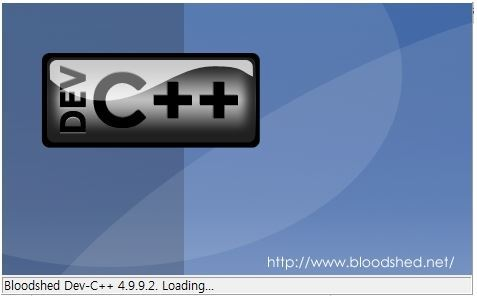 DEV C++
http://www.bloodshed.net/
Bloodshed Dev-C++ 4.9.9.2. Loading...